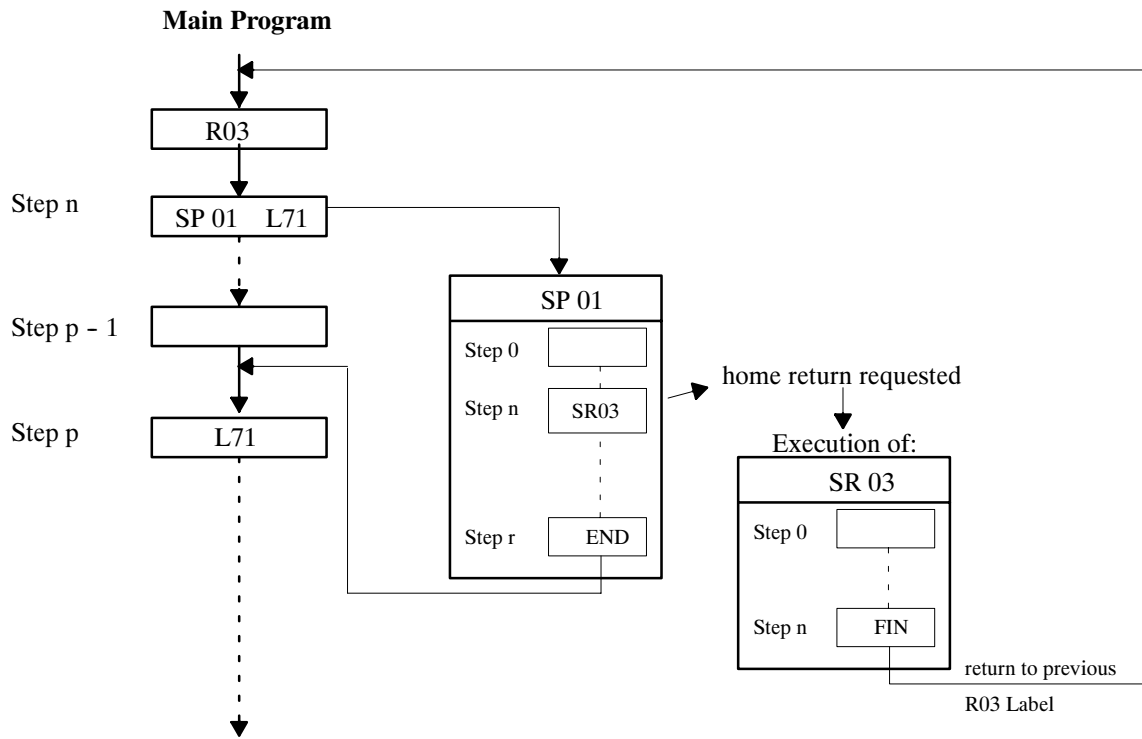 Main Program
R03
Step n
SP 01 L71
Step p - 1
Step p
L71
SP 01
Step 0
Step n
SR03
Step r
END
home return requested
Execution of:
SR 03
Step 0
Step n
FIN
return to previous
R03 Label